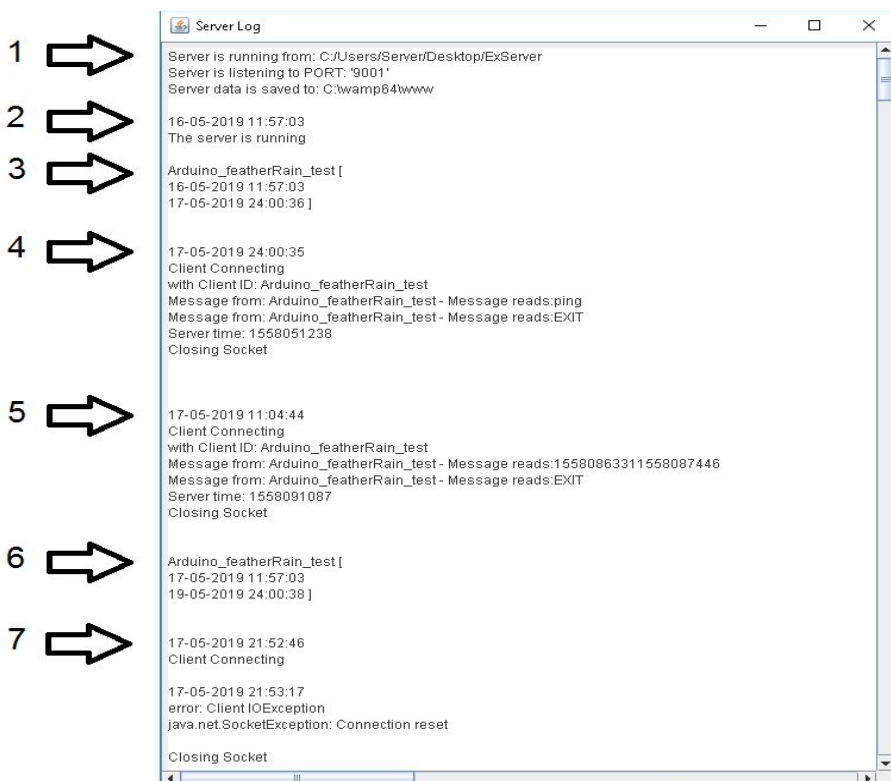 Server Log
1
Server is running from: C:/Users/Server/Desktop/ExServer
Server is listening to PORT: '9001'
Server data is saved to: C:\wamp64\www
2
16-05-2019 11:57:03
The server is running
3
Arduino_featherRain_test [
16-05-2019 11:57:03
17-05-2019 24:00:36 ]
4
17-05-2019 24:00:35
Client Connecting
with Client ID: Arduino_featherRain_test
Message from: Arduino_featherRain_test - Message reads:ping
Message from: Arduino_featherRain_test - Message reads:EXIT
Server time: 1558051238
Closing Socket
5
17-05-2019 11:04:44
Client Connecting
with Client ID: Arduino_featherRain_test
Message from: Arduino_featherRain_test - Message reads:15580863311558087446
Message from: Arduino_featherRain_test - Message reads:EXIT
Server time: 1558091087
Closing Socket
6
Arduino_featherRain_test [
17-05-2019 11:57:03
19-05-2019 24:00:38 ]
7
17-05-2019 21:52:46
Client Connecting
17-05-2019 21:53:17
error: Client IOException
java.net.SocketException: Connection reset
Closing Socket